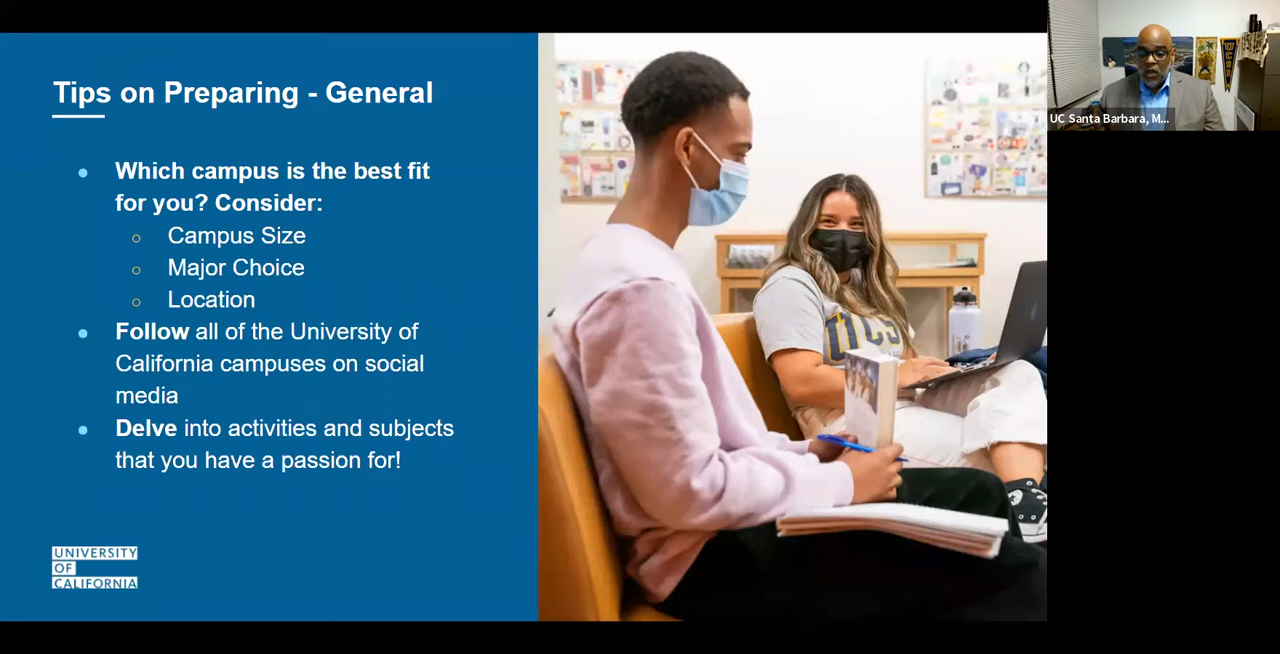 Tips on Preparing - General
Which campus is the best fit
for you? Consider:
Campus Size
Major Choice
Location
Follow all of the University of
California campuses on social
media
Delve into activities and subjects
that you have a passion for!
UNIVERSITY
OF
CALIFORNIA
UC Santa Barbara, M...